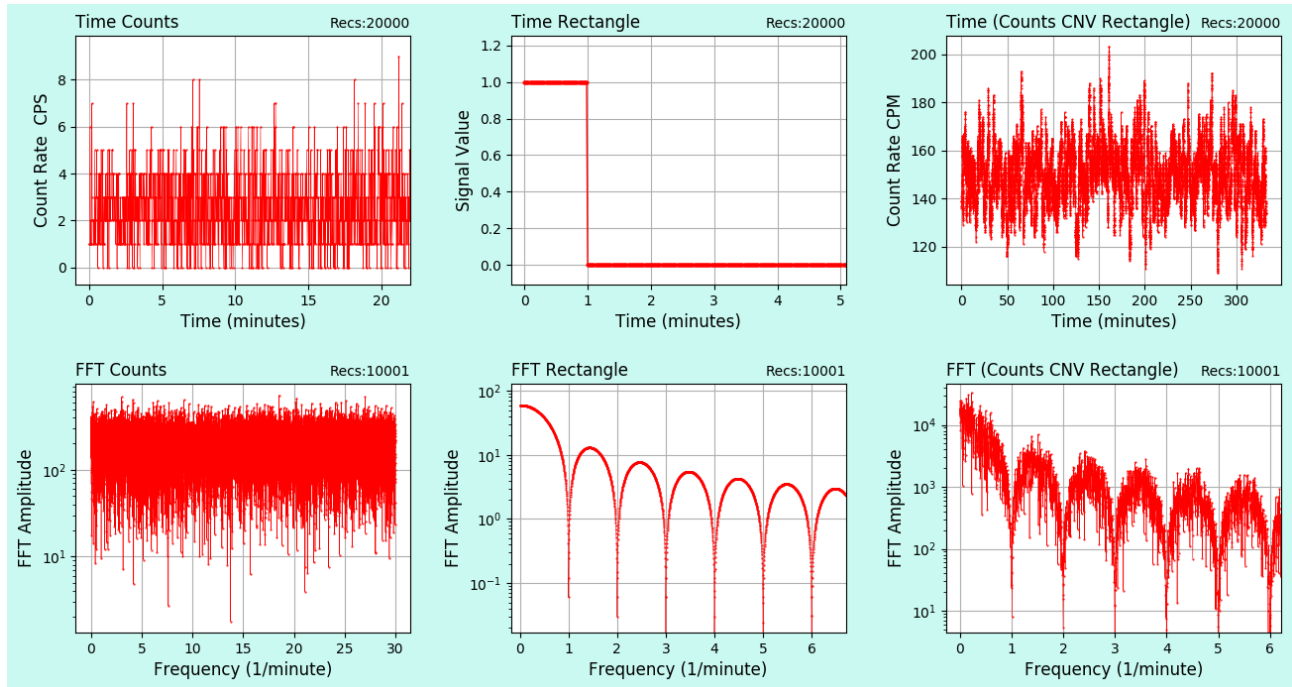 Time Counts Recs:20000
Count Rate CPS
8
6
4
2
0
0 5 10 15 20
Time (minutes)
Time Rectangle Recs:20000
Signal Value
1.2
1.0
0.8
0.6
0.4
0.2
0.0
0 1 2 3 4 5
Time (minutes)
Time (Counts CNV Rectangle) Recs:20000
Count Rate CPM
200
180
160
140
120
0 50 100 150 200 250 300
Time (minutes)
FFT Counts Recs:10001
FFT Amplitude
10²
10¹
0 5 10 15 20 25 30
Frequency (1/minute)
FFT Rectangle Recs:10001
FFT Amplitude
10²
10¹
10⁰
10⁻¹
0 1 2 3 4 5 6
Frequency (1/minute)
FFT (Counts CNV Rectangle) Recs:10001
FFT Amplitude
10⁴
10³
10²
10¹
0 1 2 3 4 5 6
Frequency (1/minute)